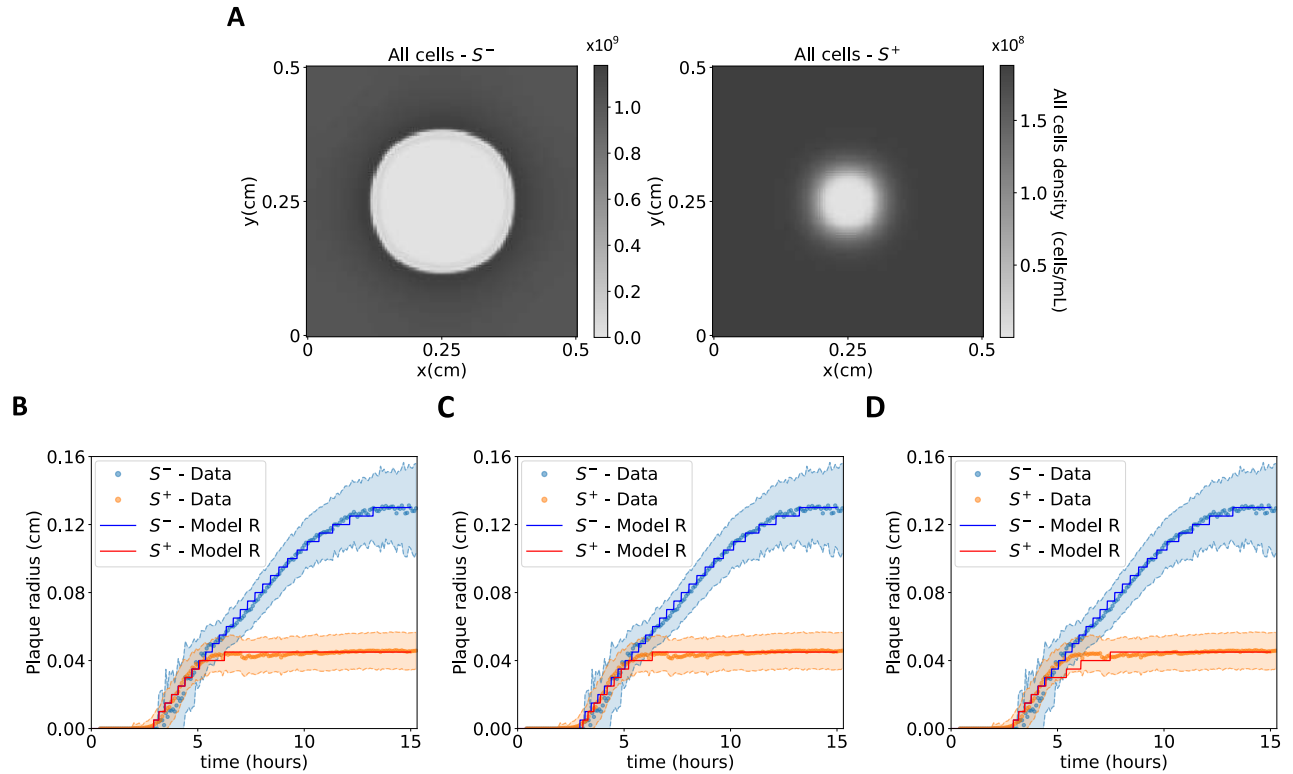 A
All cells - S⁻
x10⁹
0.5
0.25
0
0
0.25
0.5
x(cm)
y(cm)
1.0
0.8
0.6
0.4
0.2
0.0
All cells - S⁺
x10⁸
0.5
0.25
0
0
0.25
0.5
x(cm)
y(cm)
1.5
1.0
0.5
All cells density (cells/mL)
B
S⁻ - Data
S⁺ - Data
S⁻ - Model R
S⁺ - Model R
0.16
0.12
0.08
0.04
0.00
0
5
10
15
Plaque radius (cm)
time (hours)
C
S⁻ - Data
S⁺ - Data
S⁻ - Model R
S⁺ - Model R
0.16
0.12
0.08
0.04
0.00
0
5
10
15
Plaque radius (cm)
time (hours)
D
S⁻ - Data
S⁺ - Data
S⁻ - Model R
S⁺ - Model R
0.16
0.12
0.08
0.04
0.00
0
5
10
15
Plaque radius (cm)
time (hours)